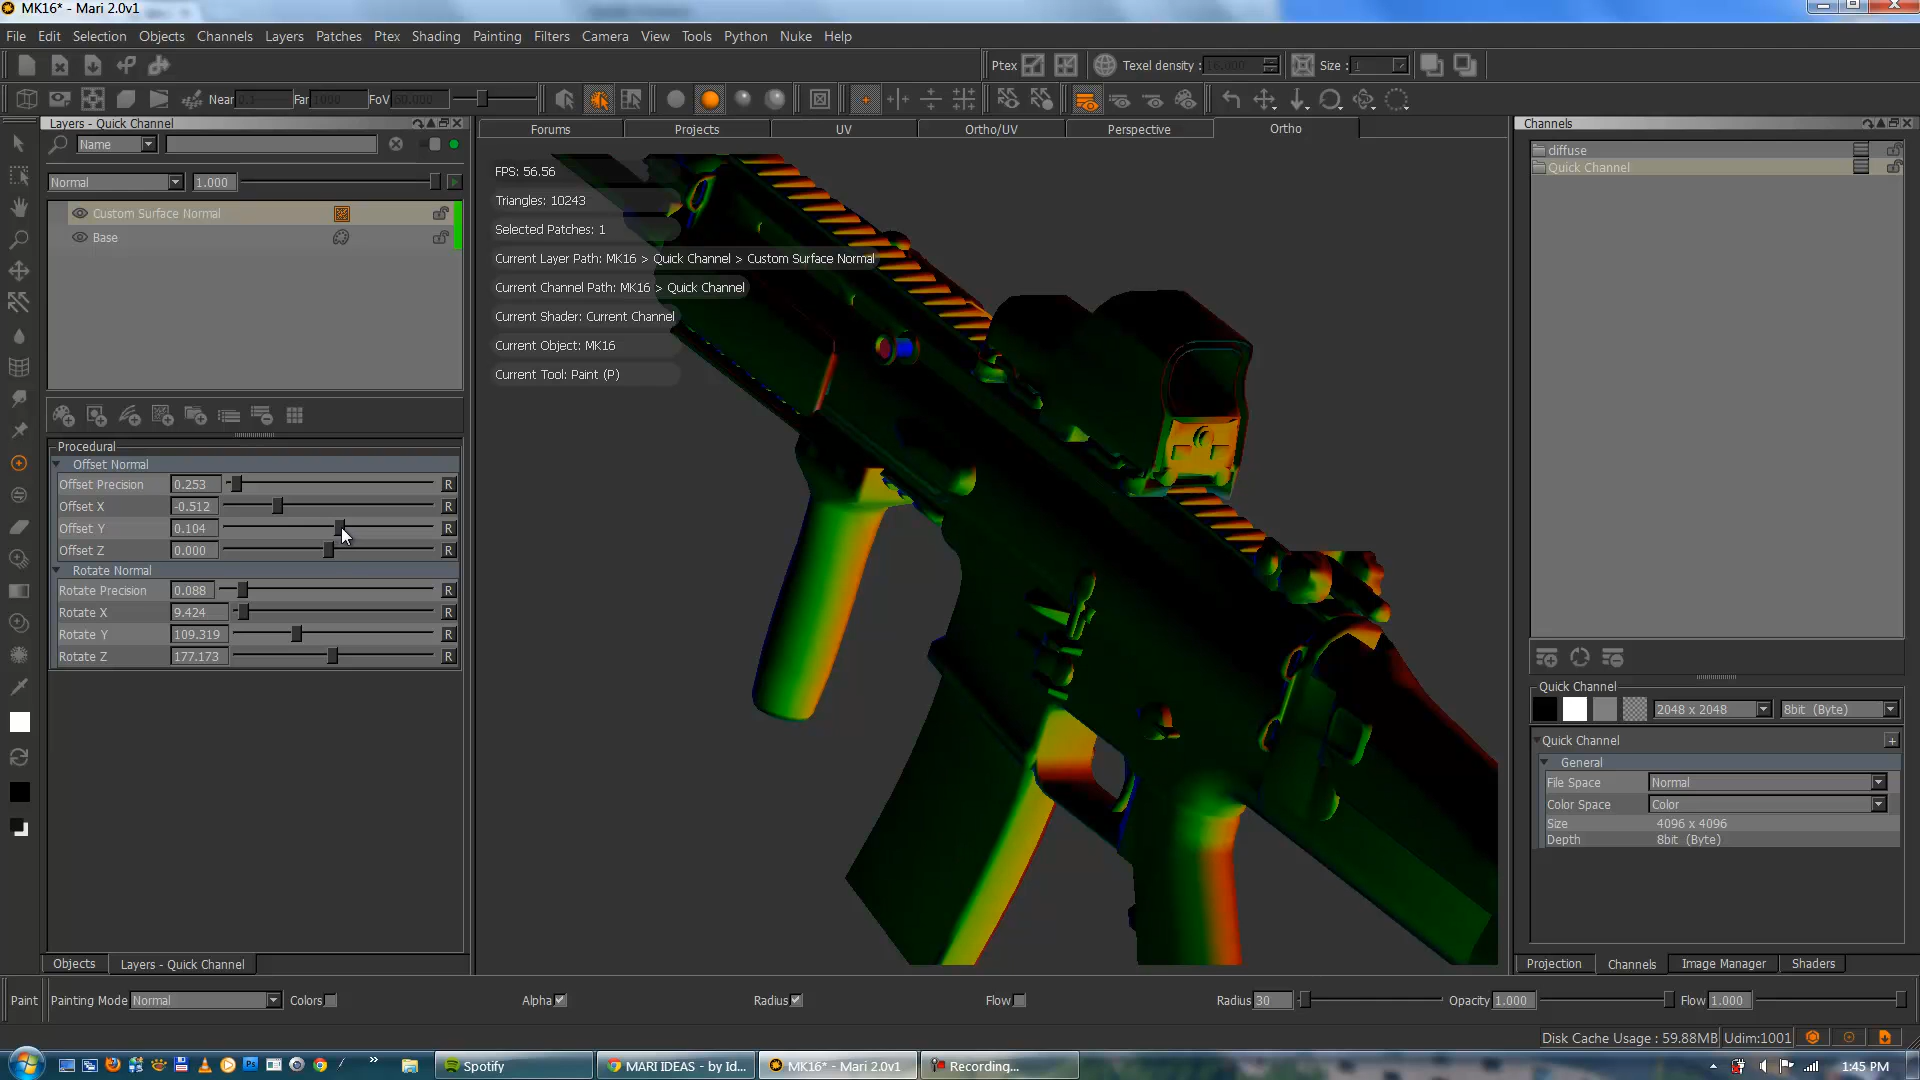 MK16* - Mari 2.0v1
File Edit Selection Objects Channels Layers Patches Ptex Shading Painting Filters Camera View Tools Python Nuke Help
Ptex Texel density : Size : 1
Near 0.1 Far 1000 FoV
Layers - Quick Channel
Name
Normal 1.000
Custom Surface Normal
Base
Procedural
Offset Normal
Offset Precision 0.253 R
Offset X -0.512 R
Offset Y 0.104 R
Offset Z 0.000 R
Rotate Normal
Rotate Precision 0.088 R
Rotate X 9.424 R
Rotate Y 109.319 R
Rotate Z 177.173 R
Objects Layers - Quick Channel
Forums Projects UV Ortho/UV Perspective Ortho
FPS: 56.56
Triangles: 10243
Selected Patches: 1
Current Layer Path: MK16 > Quick Channel > Custom Surface Normal
Current Channel Path: MK16 > Quick Channel
Current Shader: Current Channel
Current Object: MK16
Current Tool: Paint (P)
Channels
diffuse
Quick Channel
Quick Channel
2048 x 2048 8bit (Byte)
Quick Channel
General
File Space Normal
Color Space Color
Size 4096 x 4096
Depth 8bit (Byte)
Projection Channels Image Manager Shaders
Paint Painting Mode Normal Colors Alpha Radius Flow Radius 30 Opacity 1.000 Flow 1.000
Disk Cache Usage : 59.88MB Udim:1001
Spotify MARI IDEAS - by Id... MK16* - Mari 2.0v1 Recording... 1:45 PM